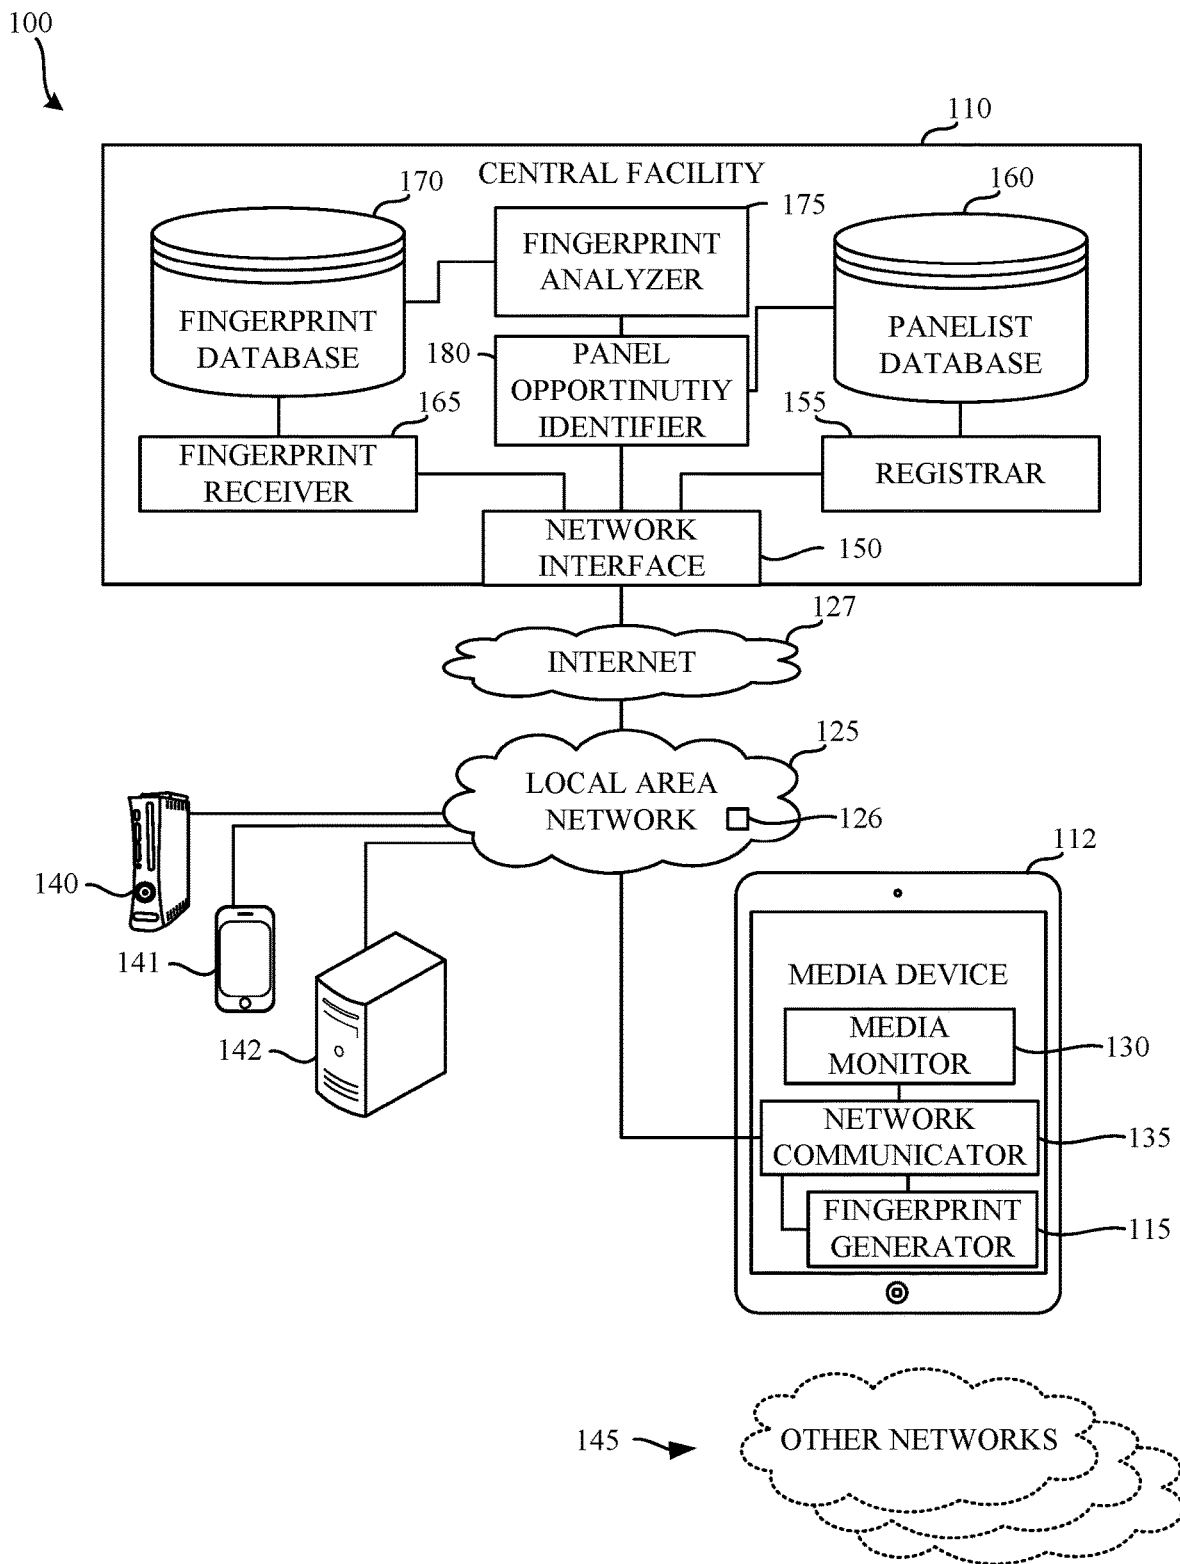 100
110
CENTRAL FACILITY
170
175
160
FINGERPRINT
ANALYZER
FINGERPRINT
DATABASE
180
PANEL
OPPORTINUTIY
IDENTIFIER
PANELIST
DATABASE
165
155
FINGERPRINT
RECEIVER
REGISTRAR
NETWORK
INTERFACE
150
127
INTERNET
125
LOCAL AREA
NETWORK
126
112
140
141
142
MEDIA DEVICE
MEDIA
MONITOR
130
NETWORK
COMMUNICATOR
135
FINGERPRINT
GENERATOR
115
145
OTHER NETWORKS